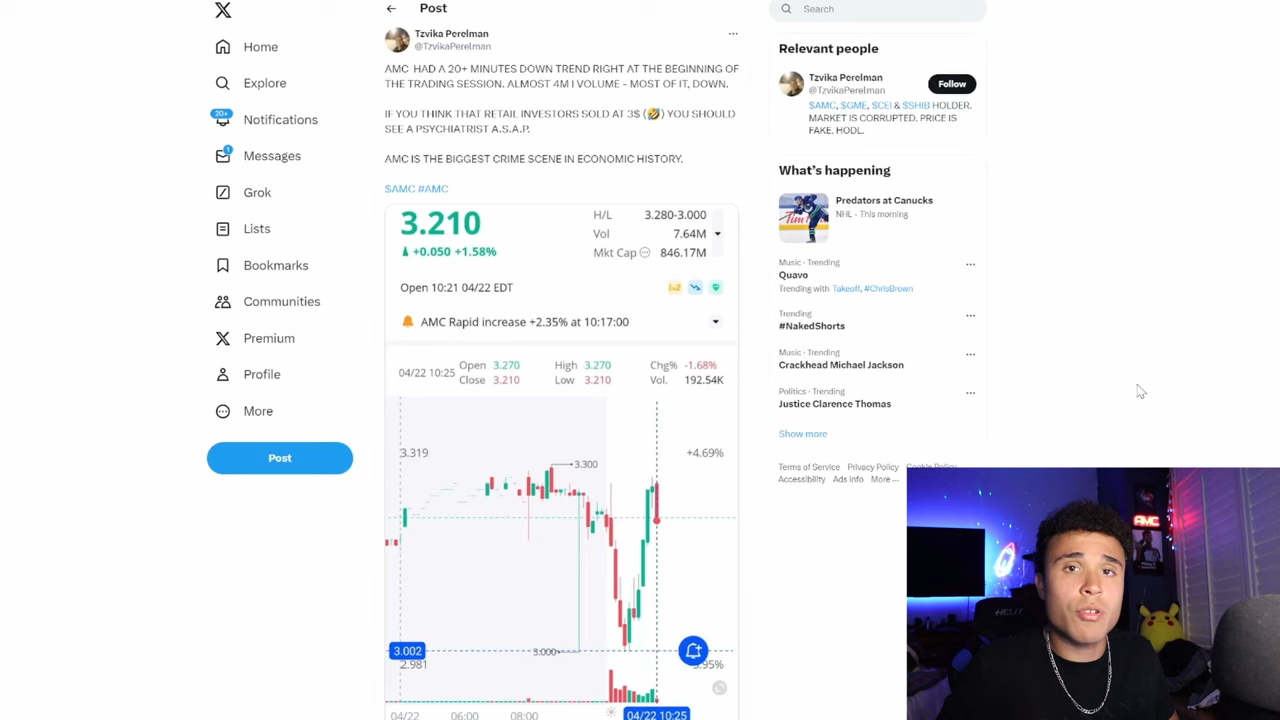 Home
Explore
20+
Notifications
1
Messages
Grok
Lists
Bookmarks
Communities
Premium
Profile
More
Post
Post
Tzvika Perelman
@TzvikaPerelman
AMC HAD A 20+ MINUTES DOWN TREND RIGHT AT THE BEGINNING OF
THE TRADING SESSION. ALMOST 4M I VOLUME - MOST OF IT, DOWN.
IF YOU THINK THAT RETAIL INVESTORS SOLD AT 3$ (🤣) YOU SHOULD
SEE A PSYCHIATRIST A.S.A.P.
AMC IS THE BIGGEST CRIME SCENE IN ECONOMIC HISTORY.
$AMC #AMC
3.210
+0.050 +1.58%
H/L 3.280-3.000
Vol 7.64M
Mkt Cap 846.17M
Open 10:21 04/22 EDT
AMC Rapid increase +2.35% at 10:17:00
04/22 10:25
Open 3.270 High 3.270 Chg% -1.68%
Close 3.210 Low 3.210 Vol. 192.54K
3.319
+4.69%
3.300
3.002
3.000
2.981
04/22 06:00 08:00 04/22 10:25
Search
Relevant people
Tzvika Perelman
@TzvikaPerelman
Follow
$AMC, $GME, $CEI & $SHIB HOLDER.
MARKET IS CORRUPTED. PRICE IS
FAKE. HODL.
What's happening
Predators at Canucks
NHL · This morning
Music · Trending
Quavo
Trending with Takeoff, #ChrisBrown
Trending
#NakedShorts
Music · Trending
Crackhead Michael Jackson
Politics · Trending
Justice Clarence Thomas
Show more
Terms of Service Privacy Policy Cookie Policy
Accessibility Ads info More ...
AMC